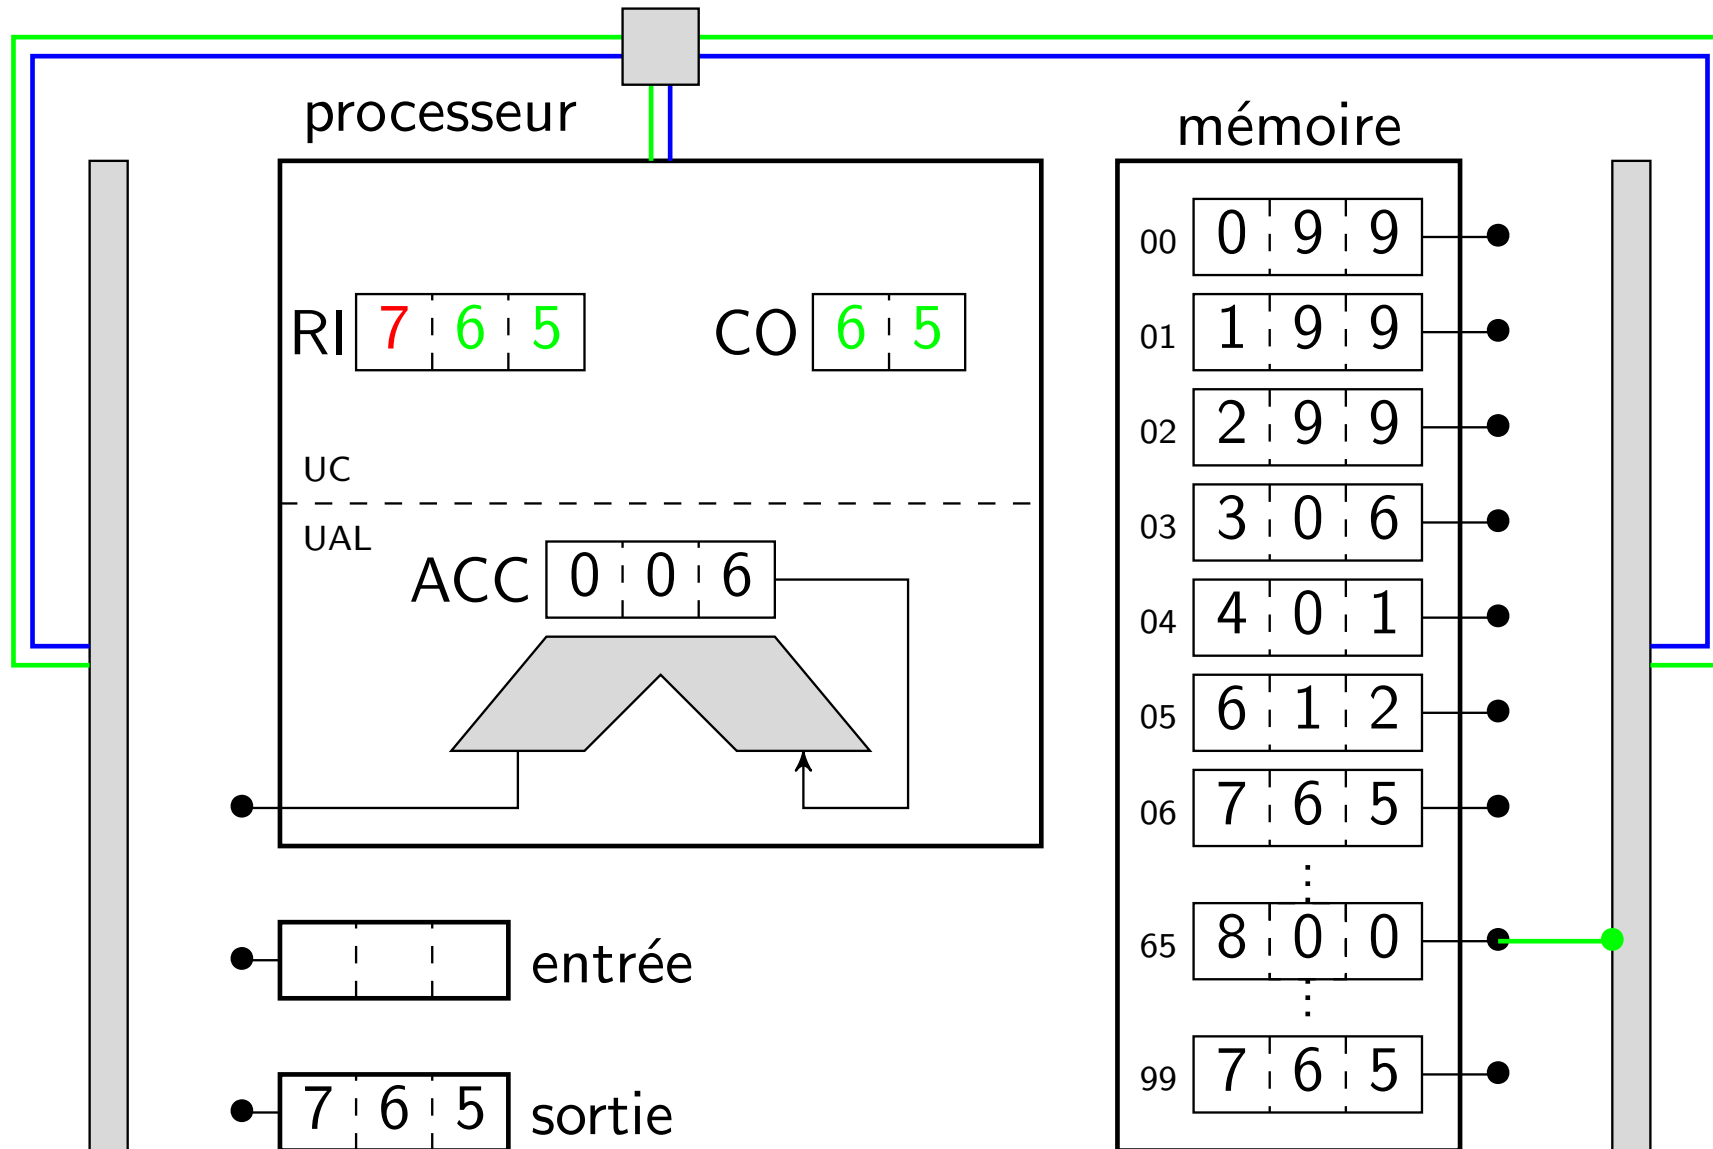 processeur
RI 7 6 5
CO 6 5
UC
UAL
ACC 0 0 6
entrée
7 6 5 sortie
mémoire
00 0 9 9
01 1 9 9
02 2 9 9
03 3 0 6
04 4 0 1
05 6 1 2
06 7 6 5
65 8 0 0
99 7 6 5